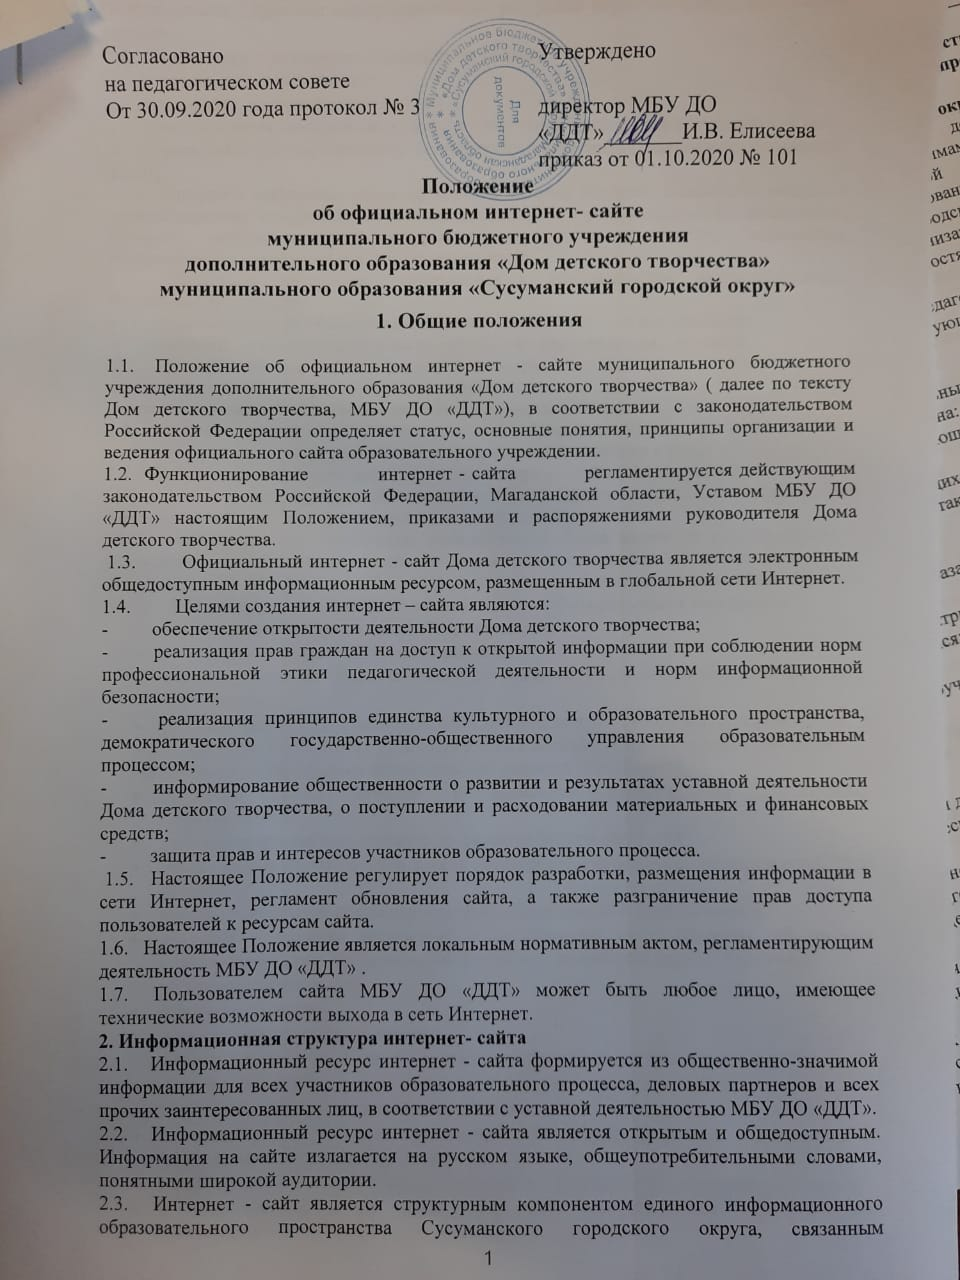 Согласовано
на педагогическом совете
От 30.09.2020 года протокол № 3
Утверждено
директор МБУ ДО
«ДДТ» И.В. Елисеева
приказ от 01.10.2020 № 101
Для
документов
Положение
об официальном интернет- сайте
муниципального бюджетного учреждения
дополнительного образования «Дом детского творчества»
муниципального образования «Сусуманский городской округ»
1. Общие положения
1.1. Положение об официальном интернет - сайте муниципального бюджетного
учреждения дополнительного образования «Дом детского творчества» ( далее по тексту
Дом детского творчества, МБУ ДО «ДДТ»), в соответствии с законодательством
Российской Федерации определяет статус, основные понятия, принципы организации и
ведения официального сайта образовательного учреждении.
1.2. Функционирование интернет - сайта регламентируется действующим
законодательством Российской Федерации, Магаданской области, Уставом МБУ ДО
«ДДТ» настоящим Положением, приказами и распоряжениями руководителя Дома
детского творчества.
1.3. Официальный интернет - сайт Дома детского творчества является электронным
общедоступным информационным ресурсом, размещенным в глобальной сети Интернет.
1.4. Целями создания интернет – сайта являются:
- обеспечение открытости деятельности Дома детского творчества;
- реализация прав граждан на доступ к открытой информации при соблюдении норм
профессиональной этики педагогической деятельности и норм информационной
безопасности;
- реализация принципов единства культурного и образовательного пространства,
демократического государственно-общественного управления образовательным
процессом;
- информирование общественности о развитии и результатах уставной деятельности
Дома детского творчества, о поступлении и расходовании материальных и финансовых
средств;
- защита прав и интересов участников образовательного процесса.
1.5. Настоящее Положение регулирует порядок разработки, размещения информации в
сети Интернет, регламент обновления сайта, а также разграничение прав доступа
пользователей к ресурсам сайта.
1.6. Настоящее Положение является локальным нормативным актом, регламентирующим
деятельность МБУ ДО «ДДТ» .
1.7. Пользователем сайта МБУ ДО «ДДТ» может быть любое лицо, имеющее
технические возможности выхода в сеть Интернет.
2. Информационная структура интернет- сайта
2.1. Информационный ресурс интернет - сайта формируется из общественно-значимой
информации для всех участников образовательного процесса, деловых партнеров и всех
прочих заинтересованных лиц, в соответствии с уставной деятельностью МБУ ДО «ДДТ».
2.2. Информационный ресурс интернет - сайта является открытым и общедоступным.
Информация на сайте излагается на русском языке, общеупотребительными словами,
понятными широкой аудитории.
2.3. Интернет - сайт является структурным компонентом единого информационного
образовательного пространства Сусуманского городского округа, связанным
1